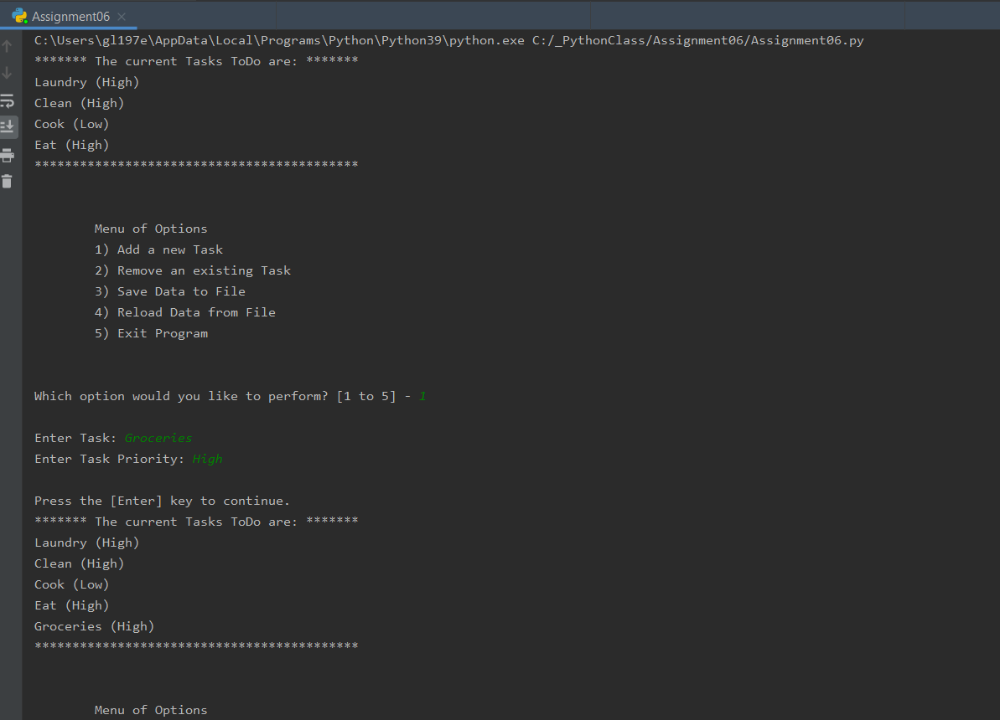 Assignment06
C:\Users\gl197e\AppData\Local\Programs\Python\Python39\python.exe C:/_PythonClass/Assignment06/Assignment06.py
******* The current Tasks ToDo are: *******
Laundry (High)
Clean (High)
Cook (Low)
Eat (High)
*******************************************
Menu of Options
1) Add a new Task
2) Remove an existing Task
3) Save Data to File
4) Reload Data from File
5) Exit Program
Which option would you like to perform? [1 to 5] - 1
Enter Task: Groceries
Enter Task Priority: High
Press the [Enter] key to continue.
******* The current Tasks ToDo are: *******
Laundry (High)
Clean (High)
Cook (Low)
Eat (High)
Groceries (High)
*******************************************
Menu of Options